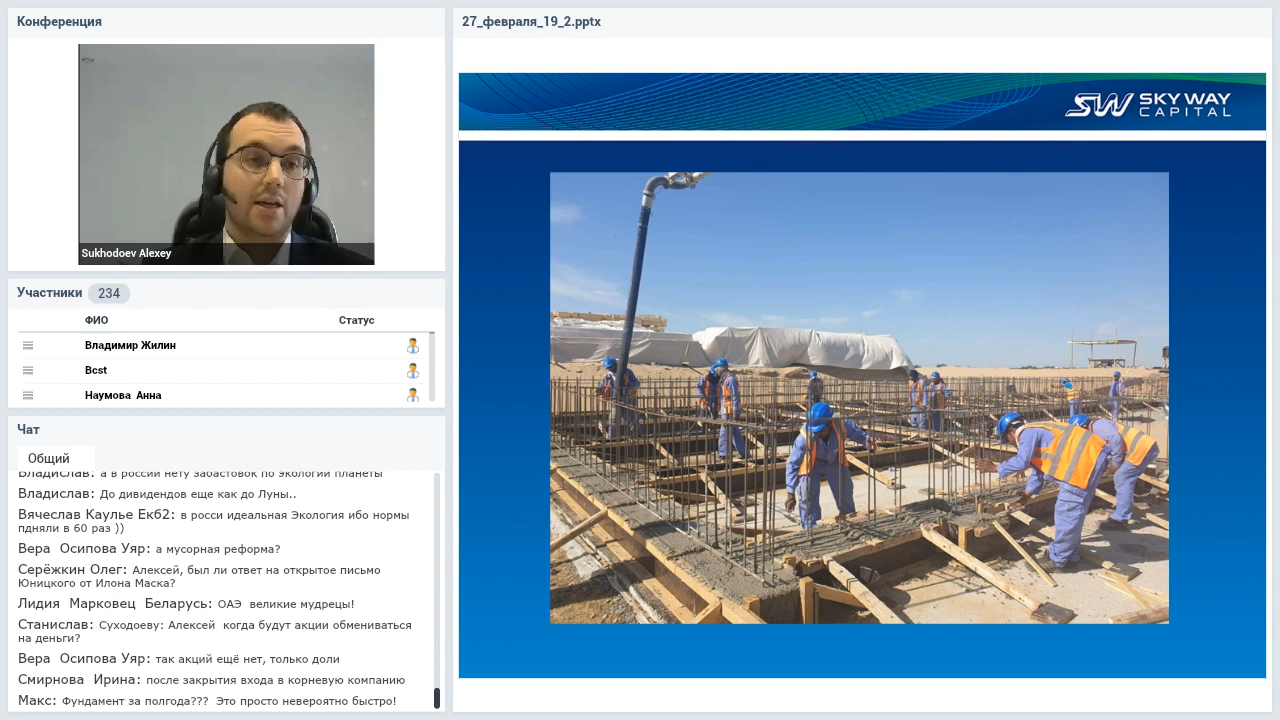 Конференция
Sukhodoev Alexey
Участники 234
ФИО Статус
Владимир Жилин
Bcst
Наумова Анна
Чат
Общий
Владислав: а в россии нету забастовок по экологии планеты
Владислав: До дивидендов еще как до Луны..
Вячеслав Каулье Екб2: в росси идеальная Экология ибо нормы
пдняли в 60 раз ))
Вера Осипова Уяр: а мусорная реформа?
Серёжкин Олег: Алексей, был ли ответ на открытое письмо
Юницкого от Илона Маска?
Лидия Марковец Беларусь: ОАЭ великие мудрецы!
Станислав: Суходоеву: Алексей когда будут акции обмениваться
на деньги?
Вера Осипова Уяр: так акций ещё нет, только доли
Смирнова Ирина: после закрытия входа в корневую компанию
Макс: Фундамент за полгода??? Это просто невероятно быстро!
27_февраля_19_2.pptx
SW SKY WAY
CAPITAL